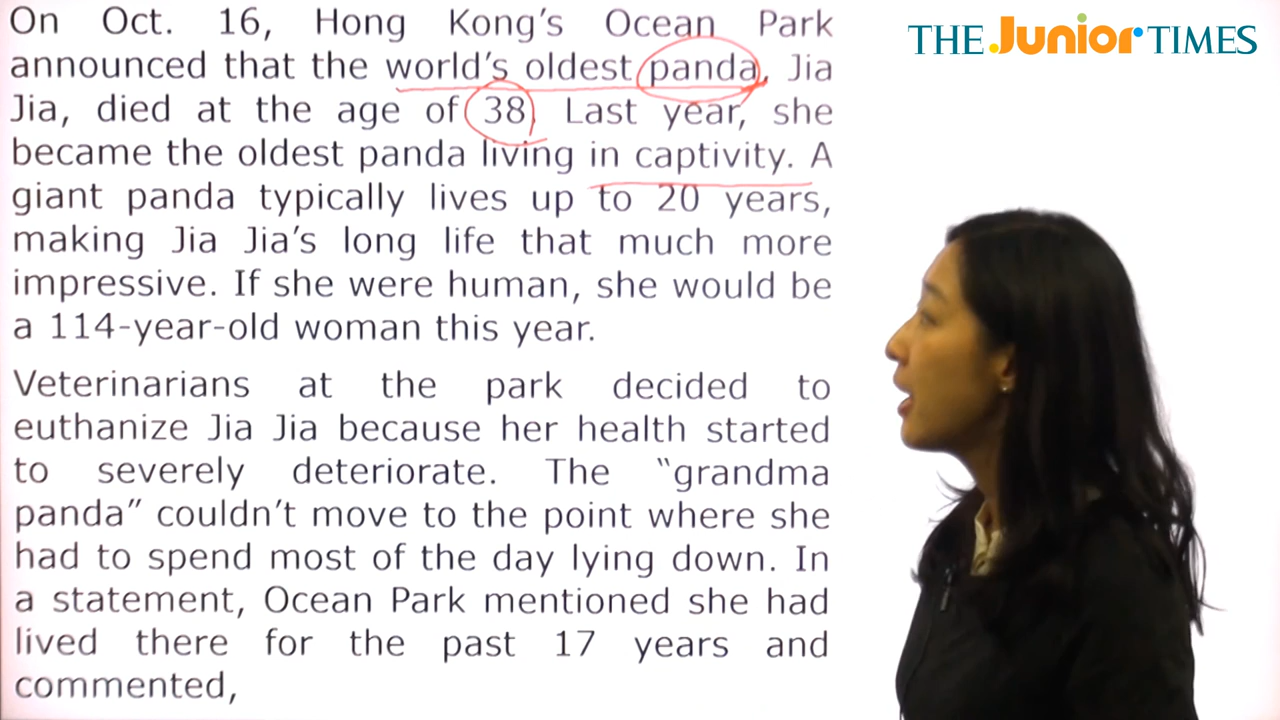 On Oct. 16, Hong Kong's Ocean Park
announced that the world's oldest panda, Jia
Jia, died at the age of 38. Last year, she
became the oldest panda living in captivity. A
giant panda typically lives up to 20 years,
making Jia Jia's long life that much more
impressive. If she were human, she would be
a 114-year-old woman this year.
Veterinarians at the park decided to
euthanize Jia Jia because her health started
to severely deteriorate. The "grandma
panda" couldn't move to the point where she
had to spend most of the day lying down. In
a statement, Ocean Park mentioned she had
lived there for the past 17 years and
commented,
THE Junior TIMES